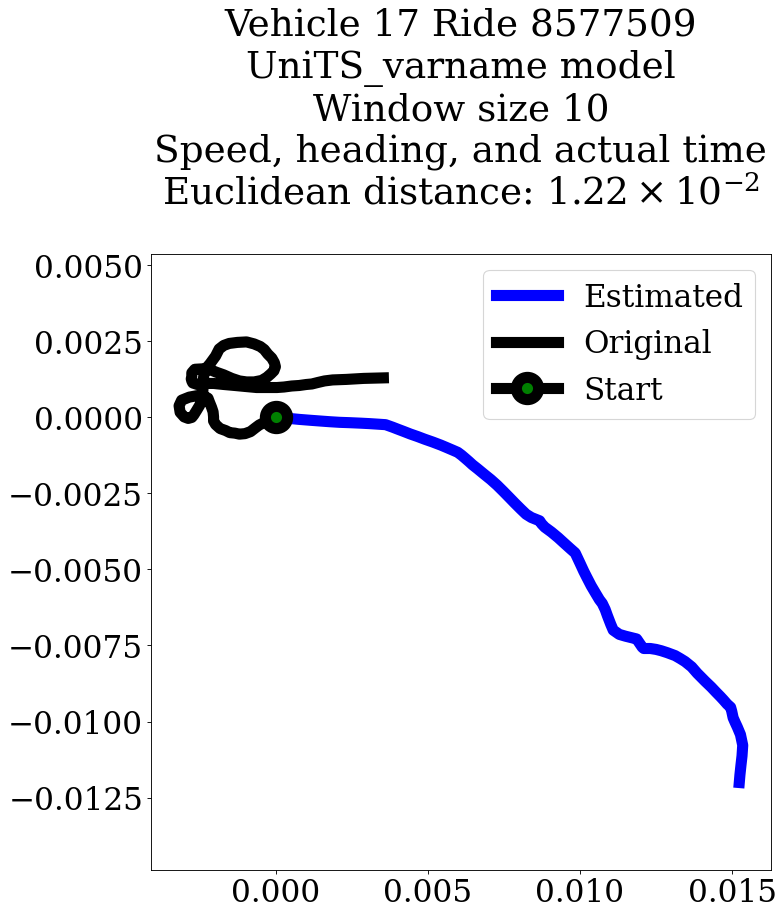 Vehicle 17 Ride 8577509
UniTS_varname model
Window size 10
Speed, heading, and actual time
Euclidean distance: 1.22 × 10⁻²
0.0050
0.0025
0.0000
−0.0025
−0.0050
−0.0075
−0.0100
−0.0125
Estimated
Original
Start
0.000 0.005 0.010 0.015